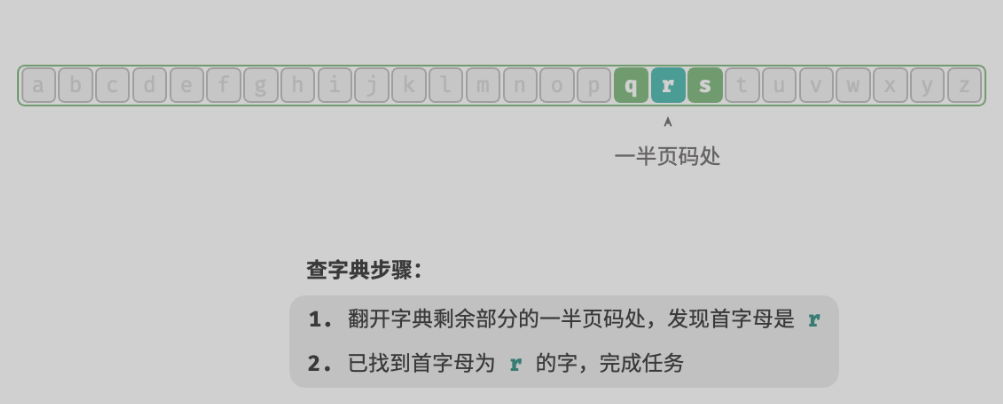 a b c d e f g h i j k l m n o p q r s t u v w x y z
一半页码处
查字典步骤：
1. 翻开字典剩余部分的一半页码处，发现首字母是 r
2. 已找到首字母为 r 的字，完成任务